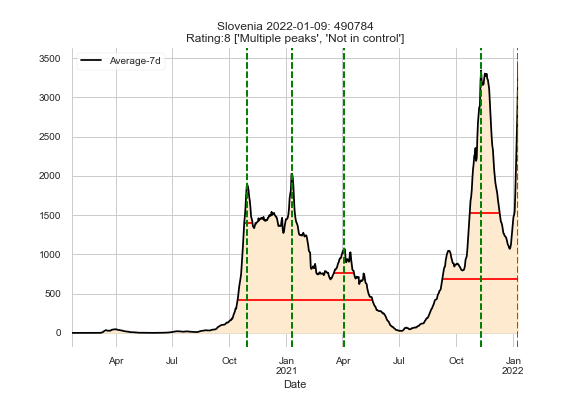 Slovenia 2022-01-09: 490784
Rating:8 ['Multiple peaks', 'Not in control']
Average-7d
3500
3000
2500
2000
1500
1000
500
0
Apr Jul Oct Jan Apr Jul Oct Jan
2021 2022
Date